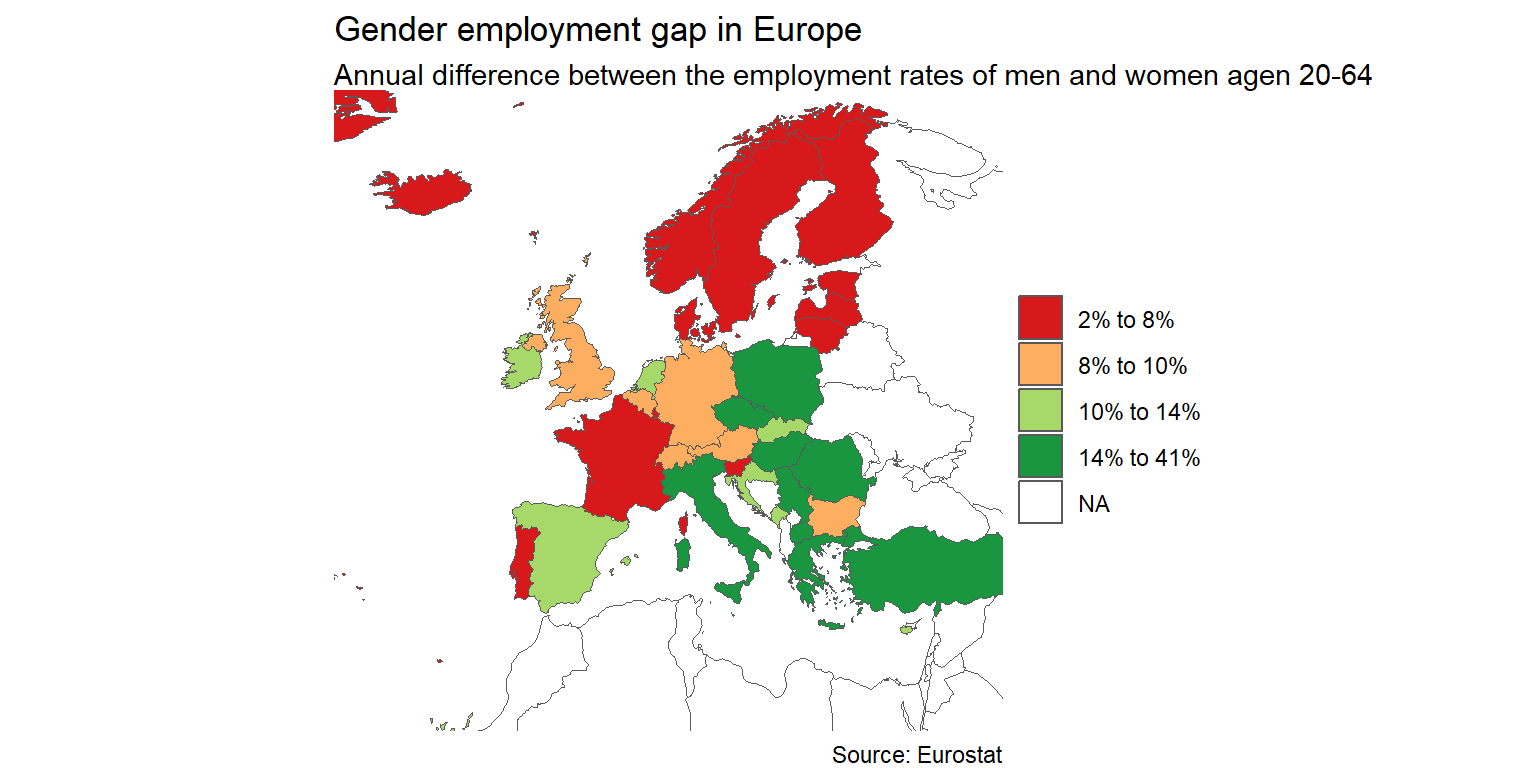 Gender employment gap in Europe
Annual difference between the employment rates of men and women agen 20-64
2% to 8%
8% to 10%
10% to 14%
14% to 41%
NA
Source: Eurostat